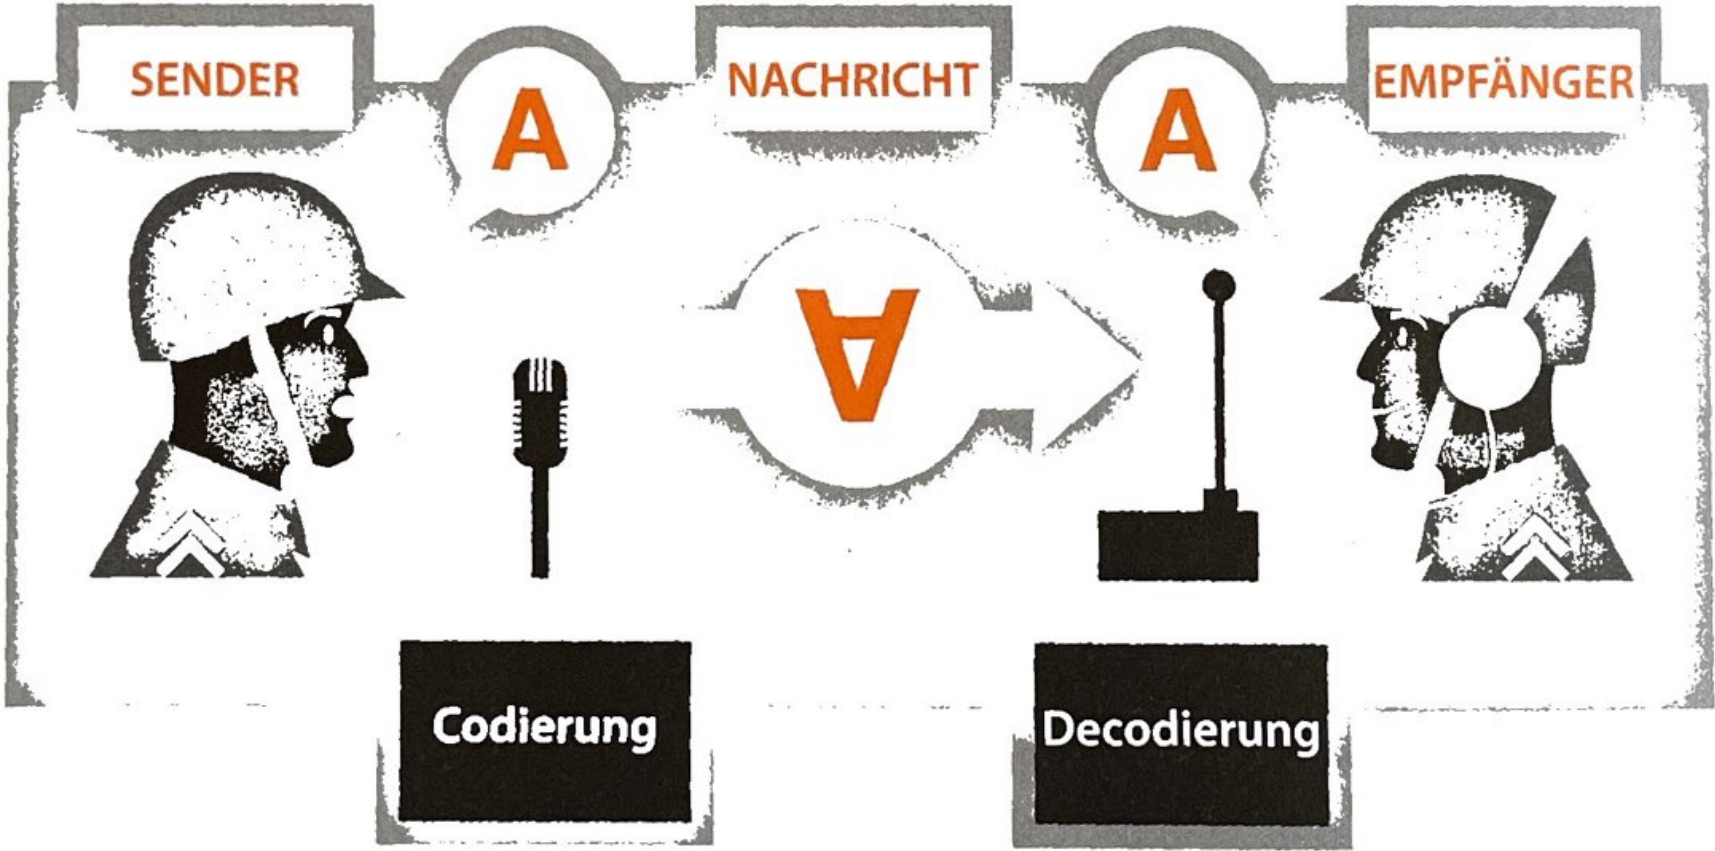 SENDER
A
NACHRICHT
A
EMPFÄNGER
∀
Codierung
Decodierung